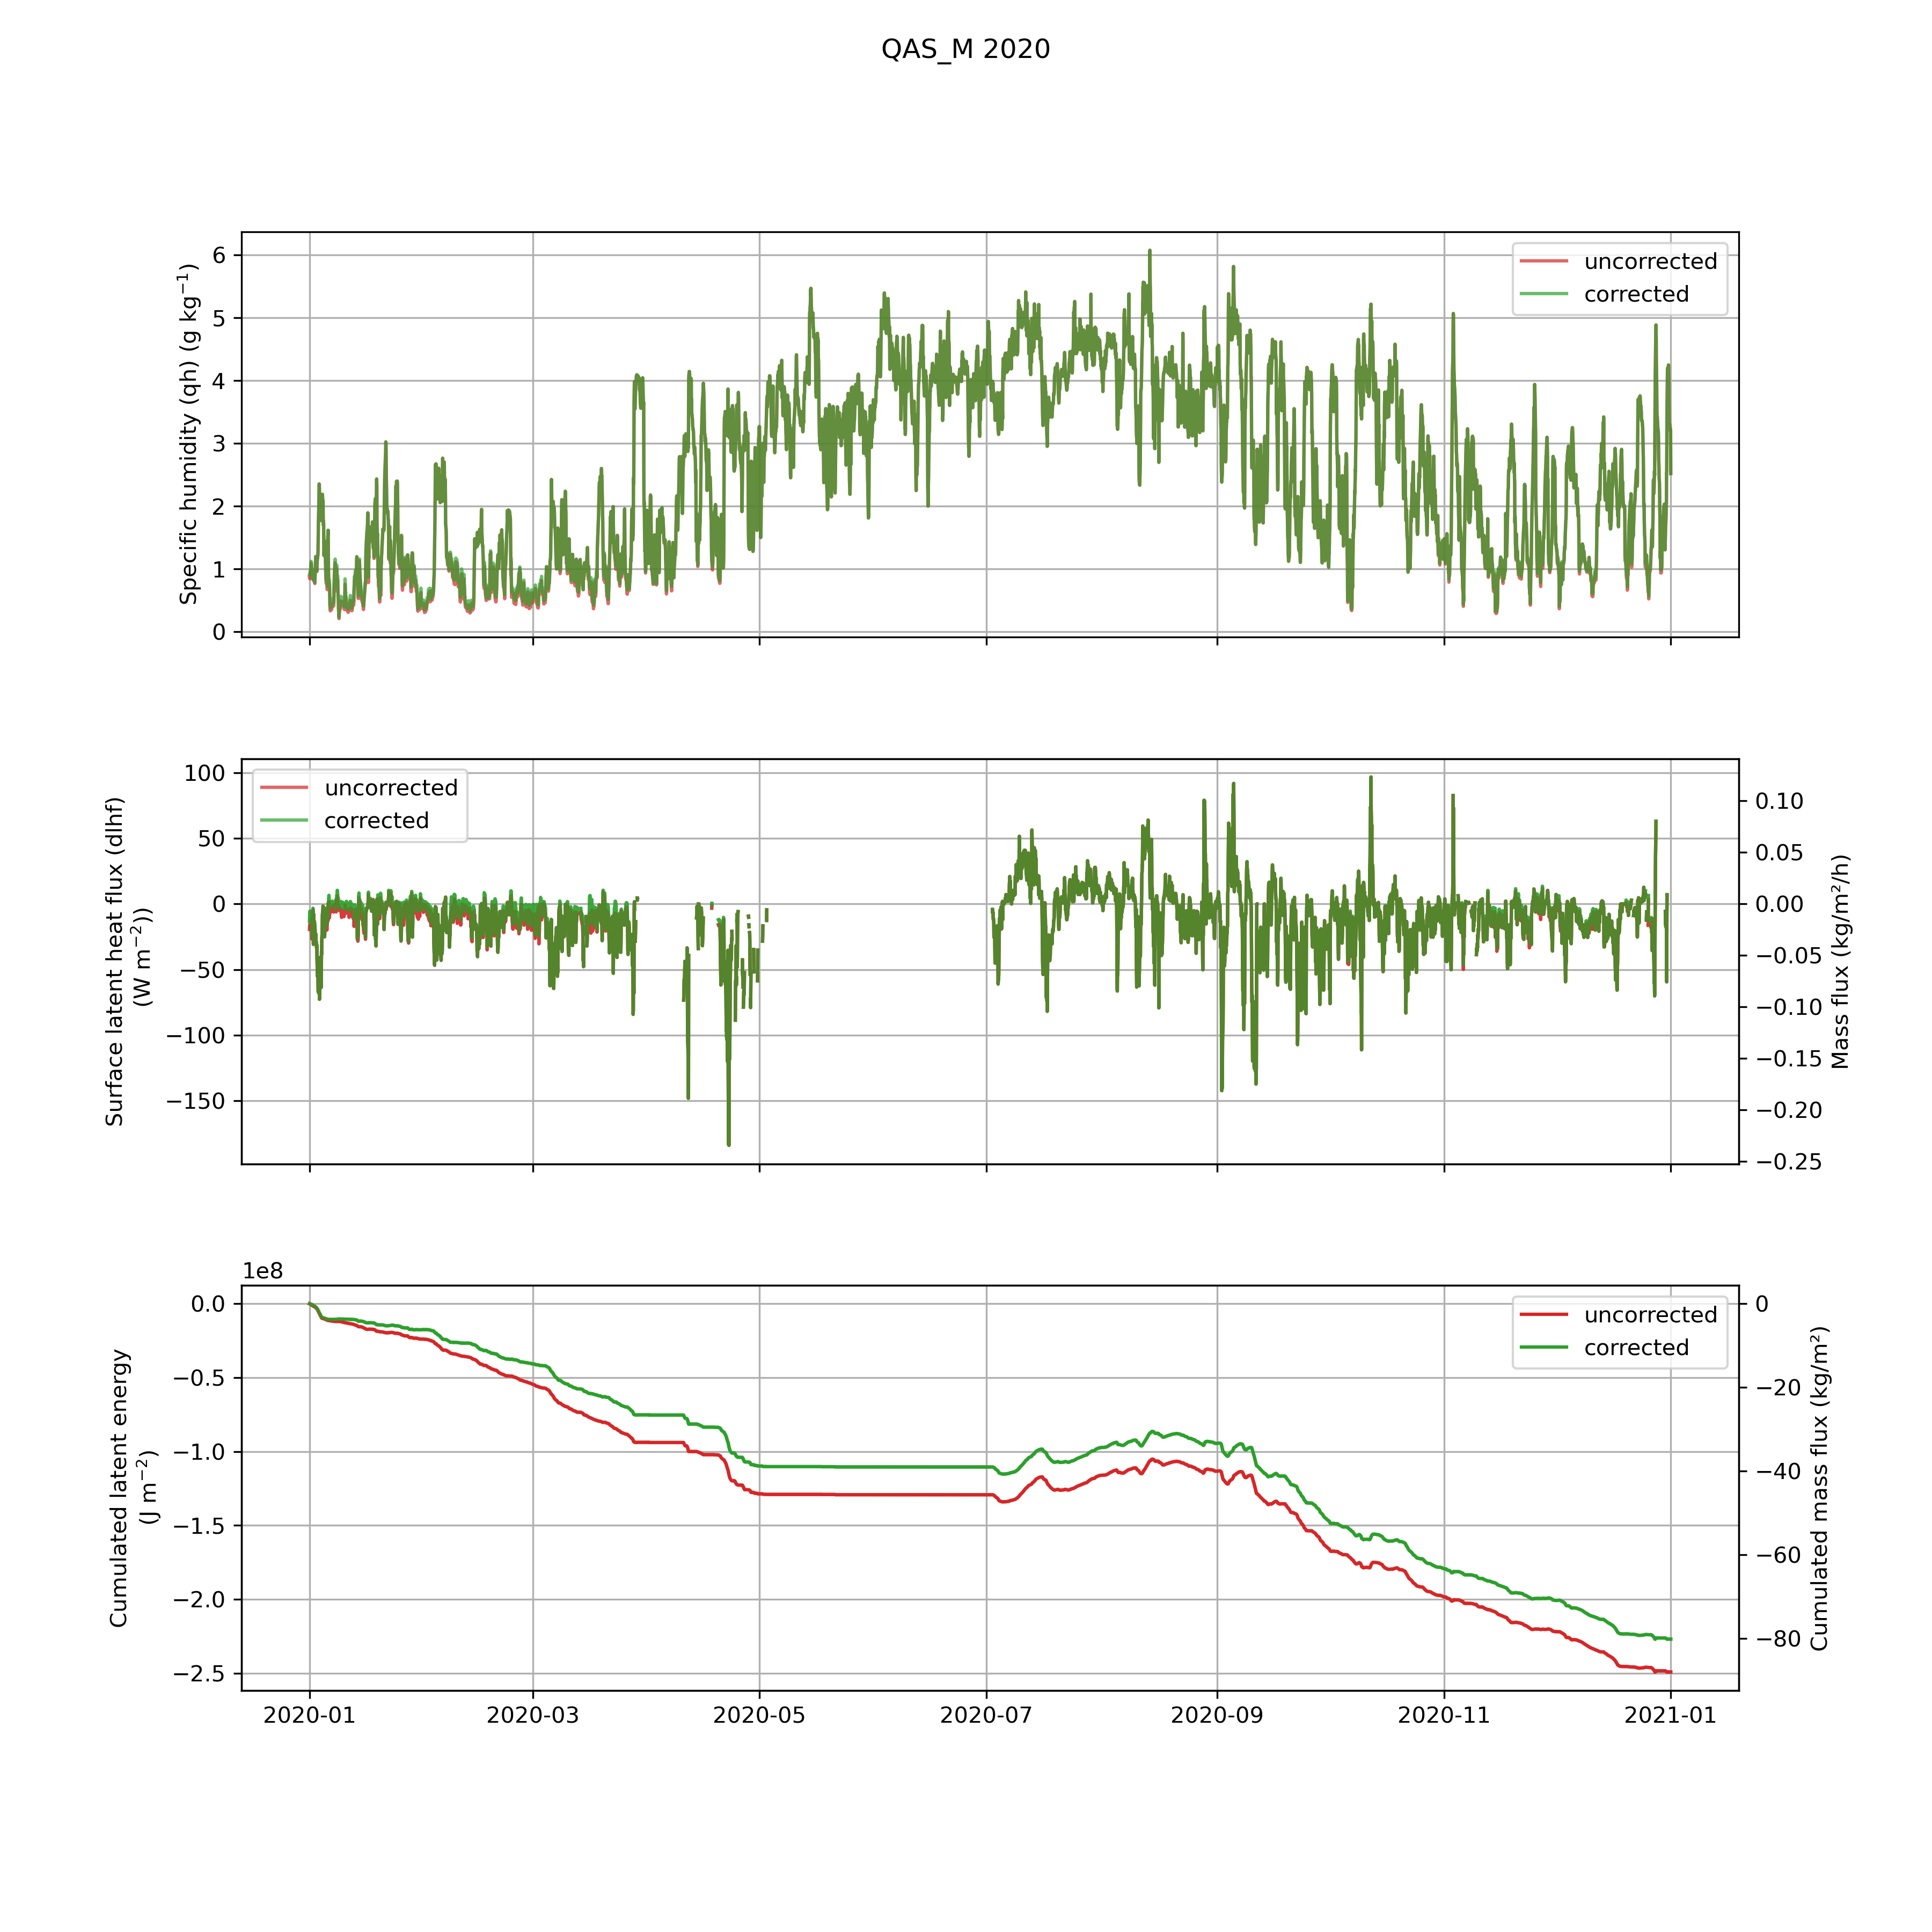 QAS_M 2020
Specific humidity (qh) (g kg⁻¹)
6
5
4
3
2
1
0
uncorrected
corrected
Surface latent heat flux (dlhf)
(W m⁻²))
100
50
0
−50
−100
−150
uncorrected
corrected
0.10
0.05
0.00
−0.05
−0.10
−0.15
−0.20
−0.25
Mass flux (kg/m²/h)
1e8
Cumulated latent energy
(J m⁻²)
0.0
−0.5
−1.0
−1.5
−2.0
−2.5
uncorrected
corrected
0
−20
−40
−60
−80
Cumulated mass flux (kg/m²)
2020-01 2020-03 2020-05 2020-07 2020-09 2020-11 2021-01